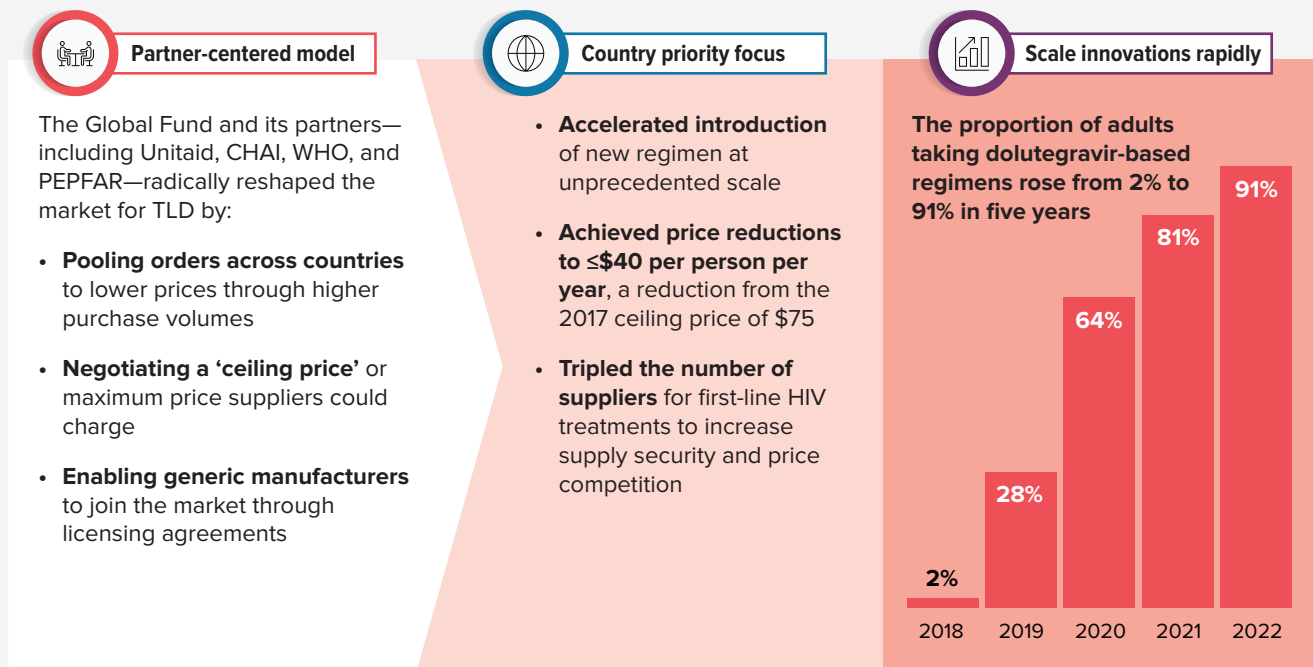 Partner-centered model
The Global Fund and its partners—
including Unitaid, CHAI, WHO, and
PEPFAR—radically reshaped the
market for TLD by:
• Pooling orders across countries
to lower prices through higher
purchase volumes
• Negotiating a ‘ceiling price’ or
maximum price suppliers could
charge
• Enabling generic manufacturers
to join the market through
licensing agreements
Country priority focus
• Accelerated introduction
of new regimen at
unprecedented scale
• Achieved price reductions
to ≤$40 per person per
year, a reduction from the
2017 ceiling price of $75
• Tripled the number of
suppliers for first-line HIV
treatments to increase
supply security and price
competition
Scale innovations rapidly
The proportion of adults
taking dolutegravir-based
regimens rose from 2% to
91% in five years
2%
28%
64%
81%
91%
2018 2019 2020 2021 2022